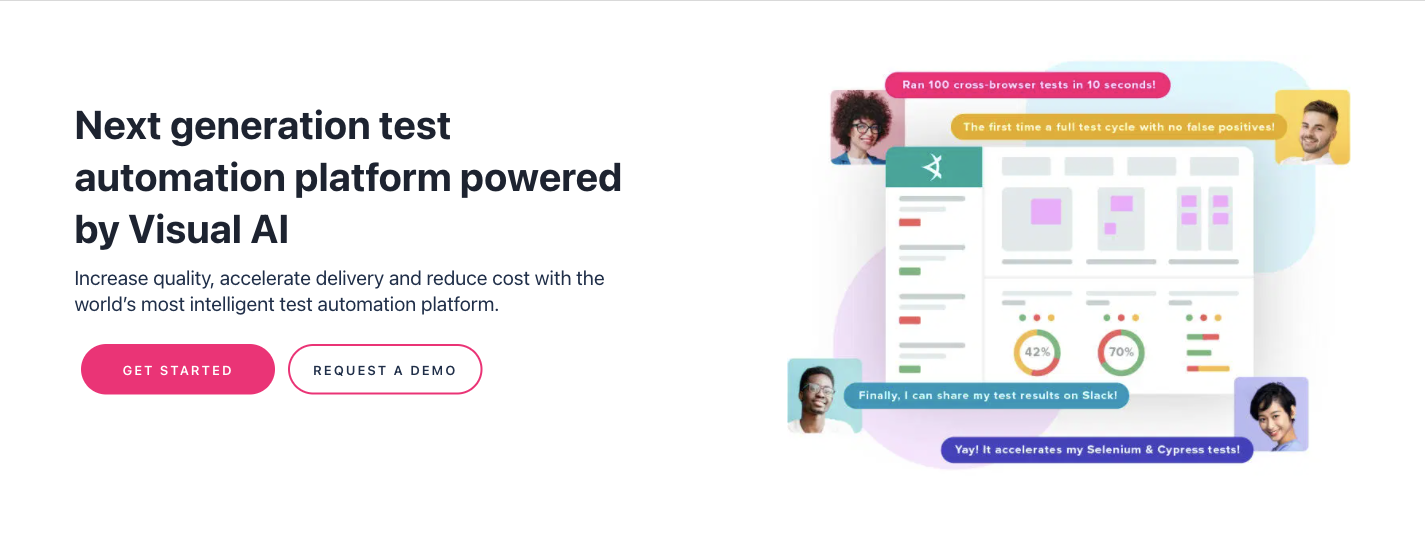 Next generation test
automation platform powered
by Visual AI
Increase quality, accelerate delivery and reduce cost with the
world’s most intelligent test automation platform.
GET STARTED
REQUEST A DEMO
Ran 100 cross-browser tests in 10 seconds!
The first time a full test cycle with no false positives!
42%
70%
Finally, I can share my test results on Slack!
Yay! It accelerates my Selenium & Cypress tests!